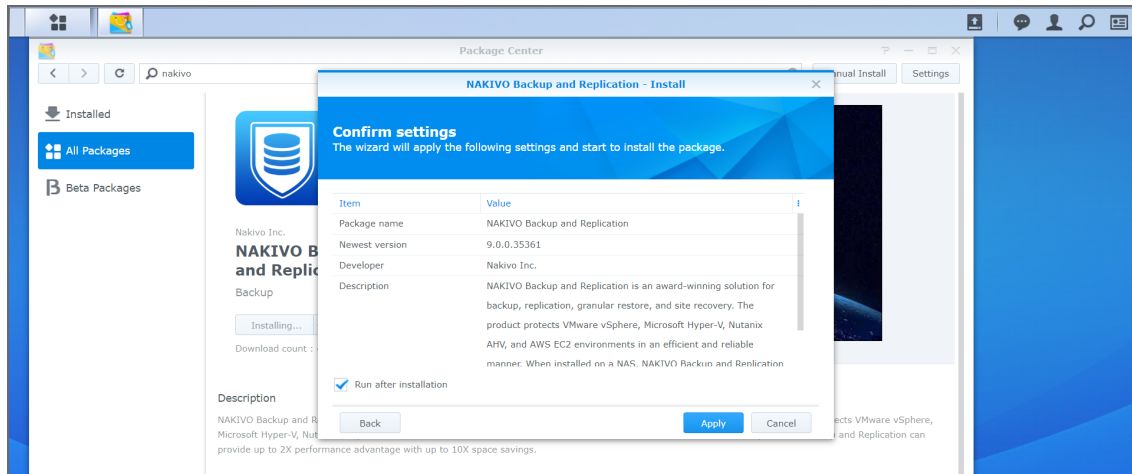 Package Center
nakivo
Manual Install
Settings
Installed
All Packages
Beta Packages
Nakivo Inc.
NAKIVO B
and Replic
Backup
Installing...
Download count :
Description
NAKIVO Backup and R
ects VMware vSphere,
Microsoft Hyper-V, Nut
and Replication can
provide up to 2X performance advantage with up to 10X space savings.
NAKIVO Backup and Replication - Install
Confirm settings
The wizard will apply the following settings and start to install the package.
Item Value
Package name NAKIVO Backup and Replication
Newest version 9.0.0.35361
Developer Nakivo Inc.
Description NAKIVO Backup and Replication is an award-winning solution for
backup, replication, granular restore, and site recovery. The
product protects VMware vSphere, Microsoft Hyper-V, Nutanix
AHV, and AWS EC2 environments in an efficient and reliable
manner. When installed on a NAS, NAKIVO Backup and Replication
Run after installation
Back Apply Cancel